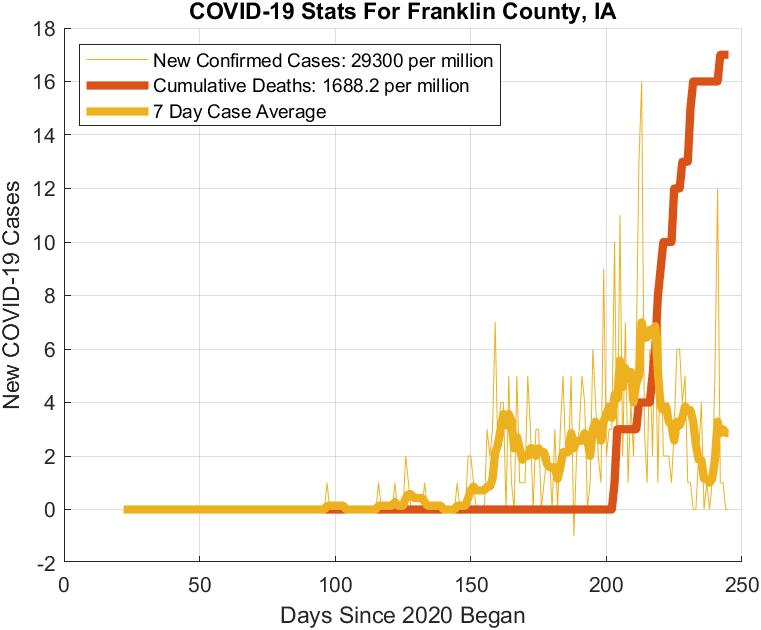 COVID-19 Stats For Franklin County, IA
18
16
14
12
10
8
6
4
2
0
-2
New COVID-19 Cases
New Confirmed Cases: 29300 per million
Cumulative Deaths: 1688.2 per million
7 Day Case Average
0 50 100 150 200 250
Days Since 2020 Began